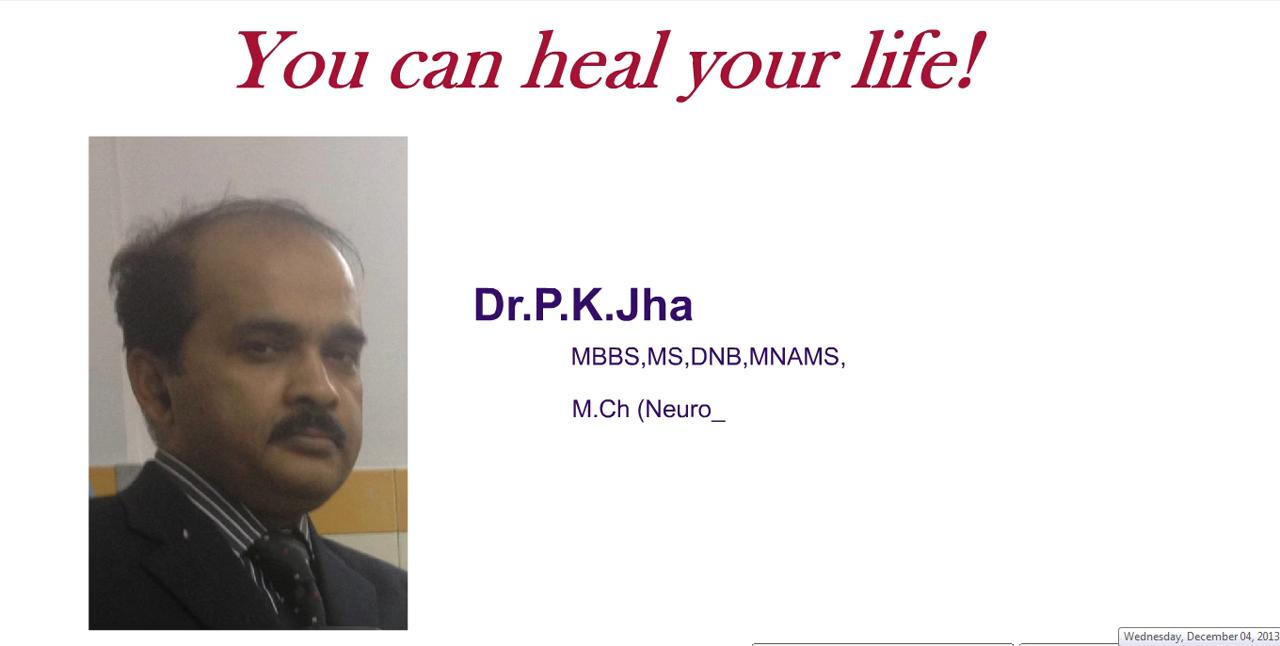 You can heal your life!
Dr.P.K.Jha
MBBS,MS,DNB,MNAMS,
M.Ch (Neuro_
Wednesday, December 04, 2013